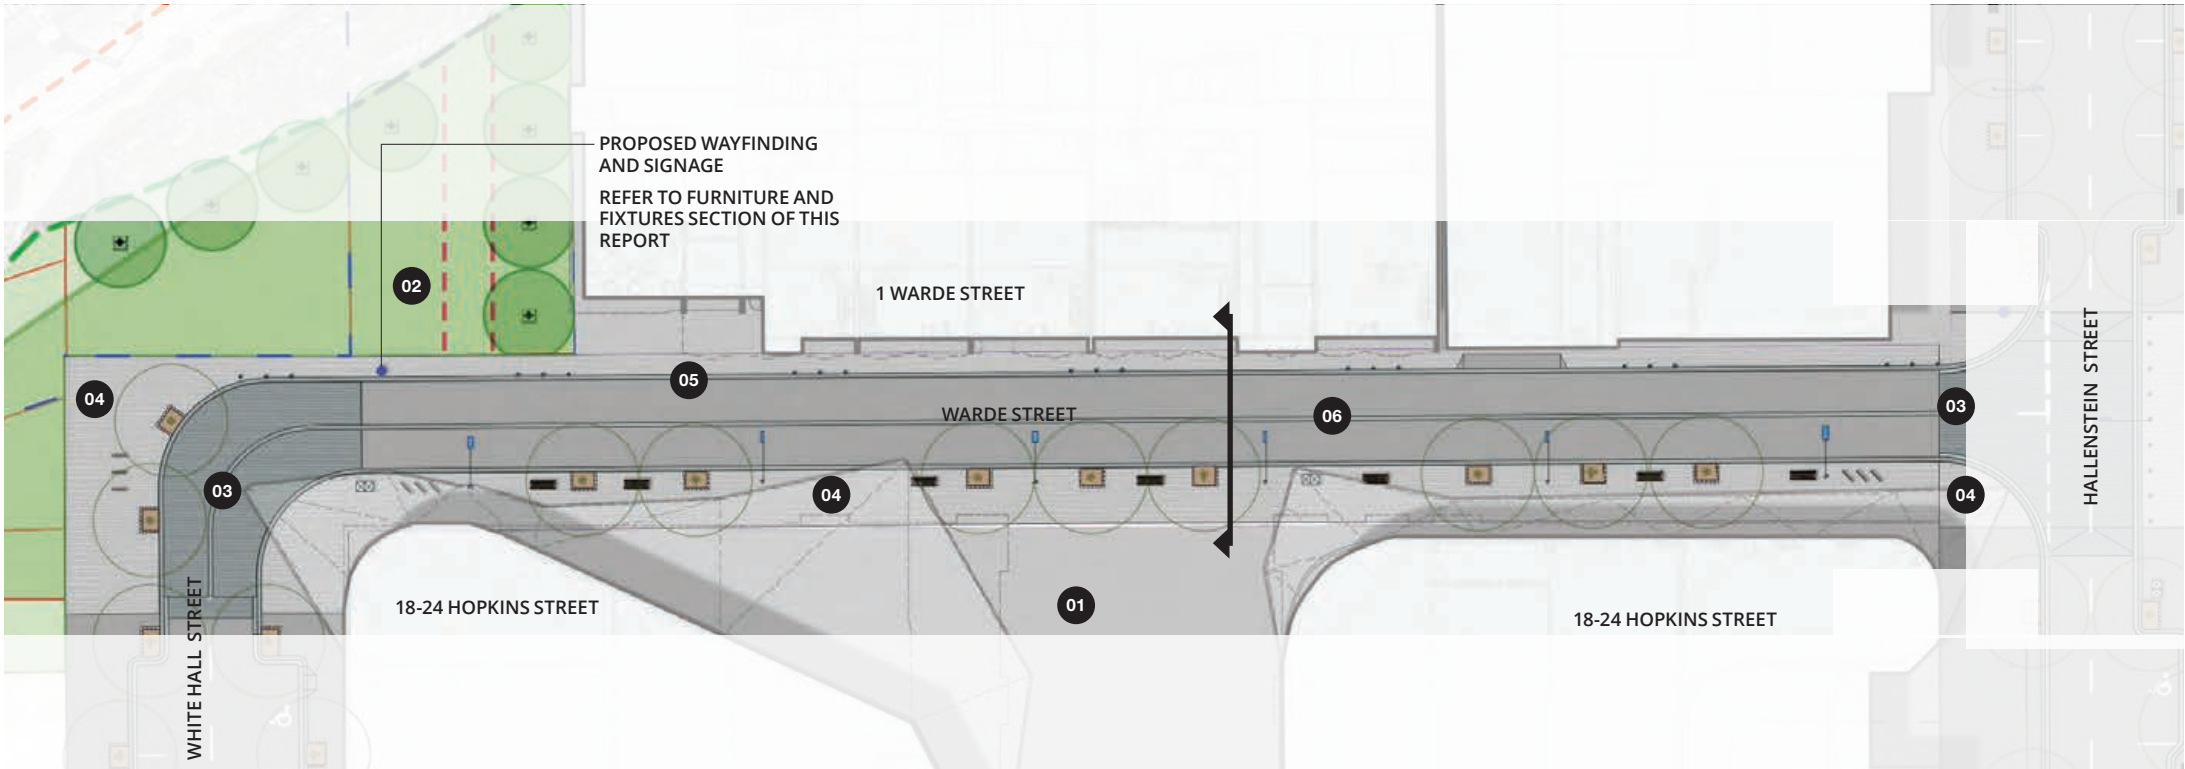 PROPOSED WAYFINDING
AND SIGNAGE
REFER TO FURNITURE AND
FIXTURES SECTION OF THIS
REPORT
02
1 WARDE STREET
04
05
WARDE STREET
06
03
HALLENSTEIN STREET
03
04
04
18-24 HOPKINS STREET
01
18-24 HOPKINS STREET
WHITE HALL STREET